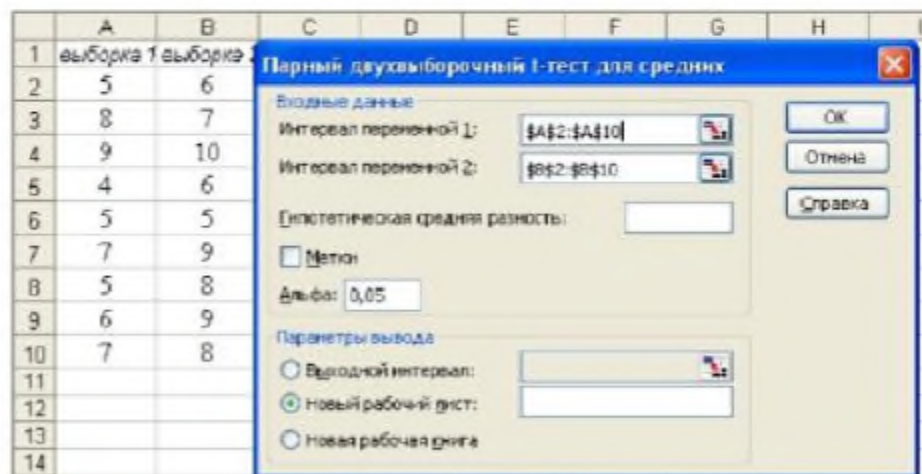 A B C D E F G H
1 выборка 1 выборка
Парный двухвыборочный t-тест для средних
2 5 6
Входные данные
3 8 7
Интервал переменной 1: $A$2:$A$10 ОК
4 9 10
Интервал переменной 2: $B$2:$B$10 Отмена
5 4 6
6 5 5
Гипотетическая средняя разность: Справка
7 7 9
Метки
8 5 8
Альфа: 0,05
9 6 9
Параметры вывода
10 7 8
Выходной интервал:
11
12
Новый рабочий лист:
13
Новая рабочая книга
14